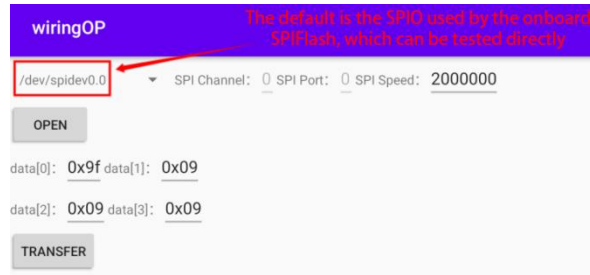 wiringOP
The default is the SPI0 used by the onboard
SPIFlash, which can be tested directly
/dev/spidev0.0 SPI Channel: 0 SPI Port: 0 SPI Speed: 2000000
OPEN
data[0]: 0x9f data[1]: 0x09
data[2]: 0x09 data[3]: 0x09
TRANSFER